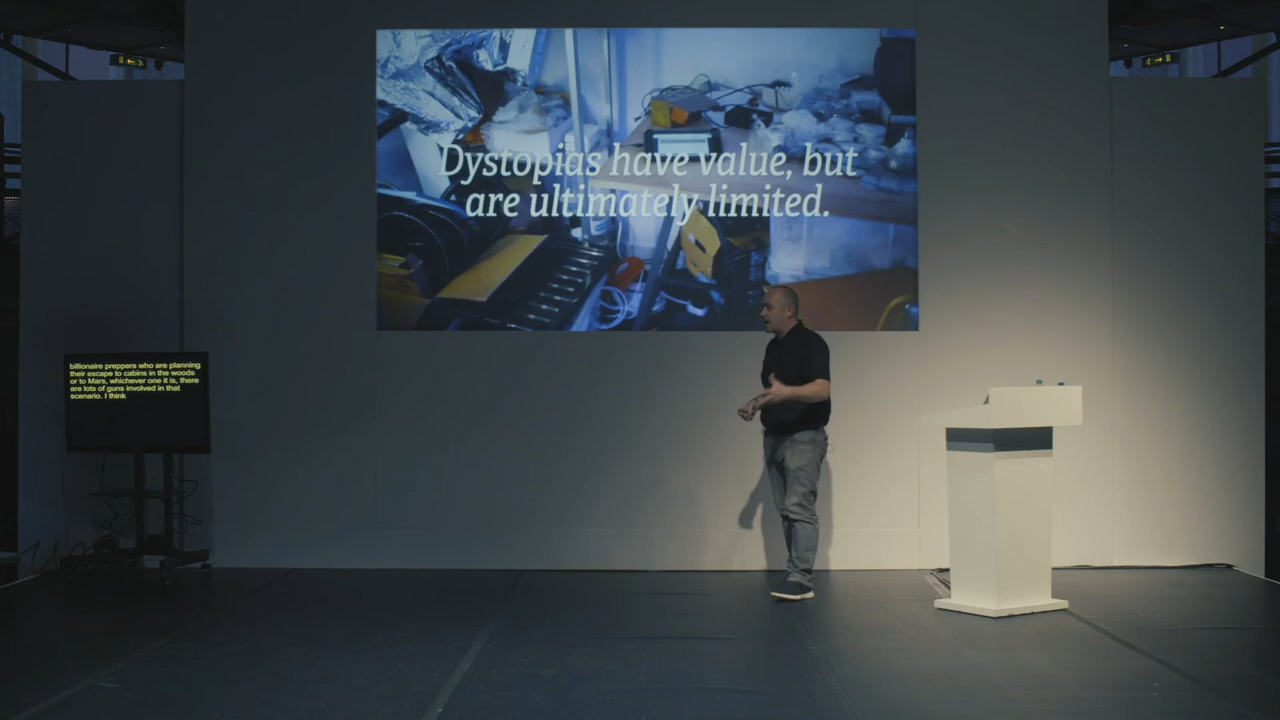 Dystopias have value, but
are ultimately limited.
billionaire preppers who are planning
their escape to cabins in the woods
or to Mars, whichever one it is, there
are lots of guns involved in that
scenario. I think